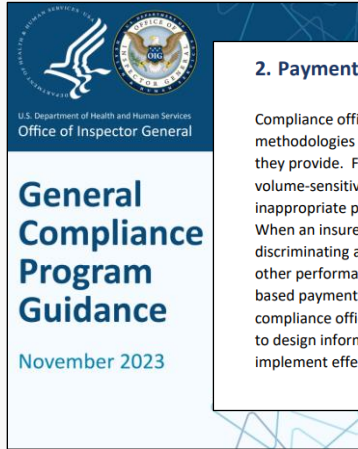 U.S. Department of Health and Human Services
Office of Inspector General
General
Compliance
Program
Guidance
November 2023
2. Payment
Compliance offi
methodologies
they provide. F
volume-sensitiv
inappropriate p
When an insure
discriminating a
other performa
based payment
compliance offi
to design inforr
implement effe